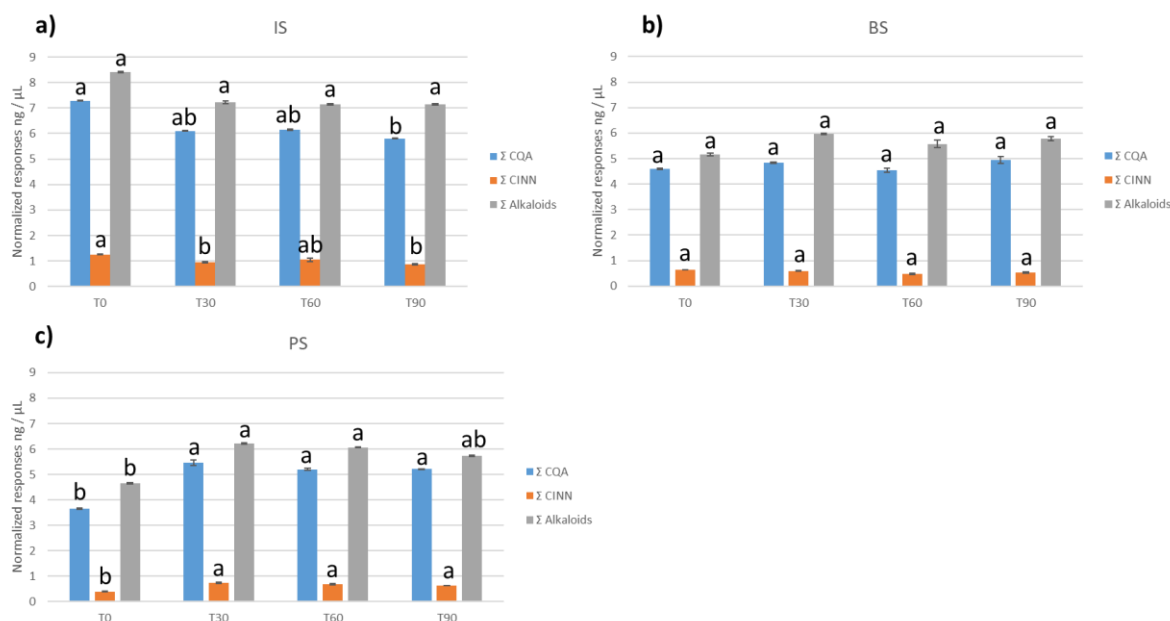 a)
IS
Normalized responses ng / µL
9
8
7
6
5
4
3
2
1
0
a a a
ab b a
ab ab a
b b a
T0 T30 T60 T90
Σ CQA
Σ CINN
Σ Alkaloids
b)
BS
Normalized responses ng / µL
9
8
7
6
5
4
3
2
1
0
a a a
a a a
a a a
a a a
T0 T30 T60 T90
Σ CQA
Σ CINN
Σ Alkaloids
c)
PS
Normalized responses ng / µL
9
8
7
6
5
4
3
2
1
0
b b b
a a a
a a a
a a ab
T0 T30 T60 T90
Σ CQA
Σ CINN
Σ Alkaloids